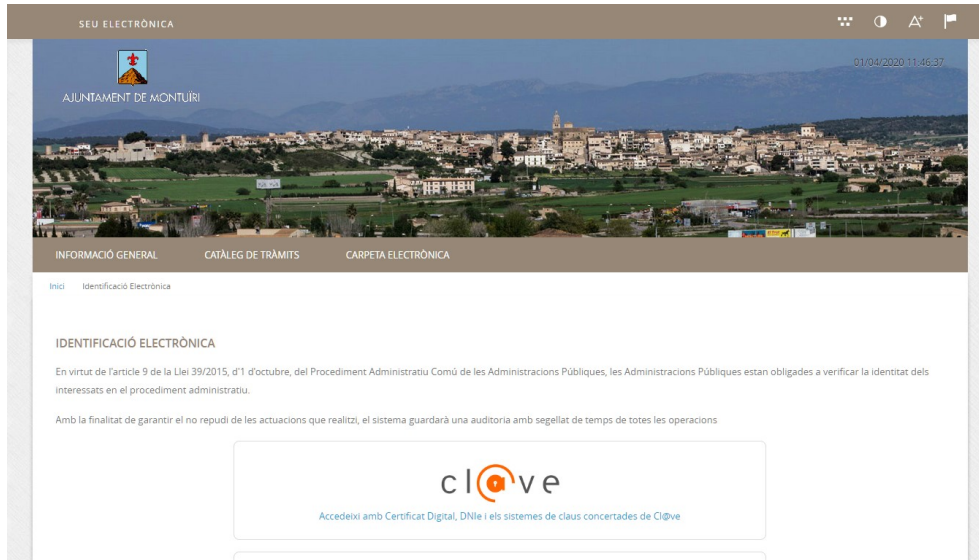 SEU ELECTRÒNICA
AJUNTAMENT DE MONTUÏRI
01/04/2020 11:46:37
INFORMACIÓ GENERAL CATÀLEG DE TRÀMITS CARPETA ELECTRÒNICA
Inici Identificació Electrònica
IDENTIFICACIÓ ELECTRÒNICA
En virtut de l'article 9 de la Llei 39/2015, d'1 d'octubre, del Procediment Administratiu Comú de les Administracions Públiques, les Administracions Públiques estan obligades a verificar la identitat dels
interessats en el procediment administratiu.
Amb la finalitat de garantir el no repudi de les actuacions que realitzi, el sistema guardarà una auditoria amb segellat de temps de totes les operacions
cl@ve
Accedeixi amb Certificat Digital, DNIe i els sistemes de claus concertades de Cl@ve